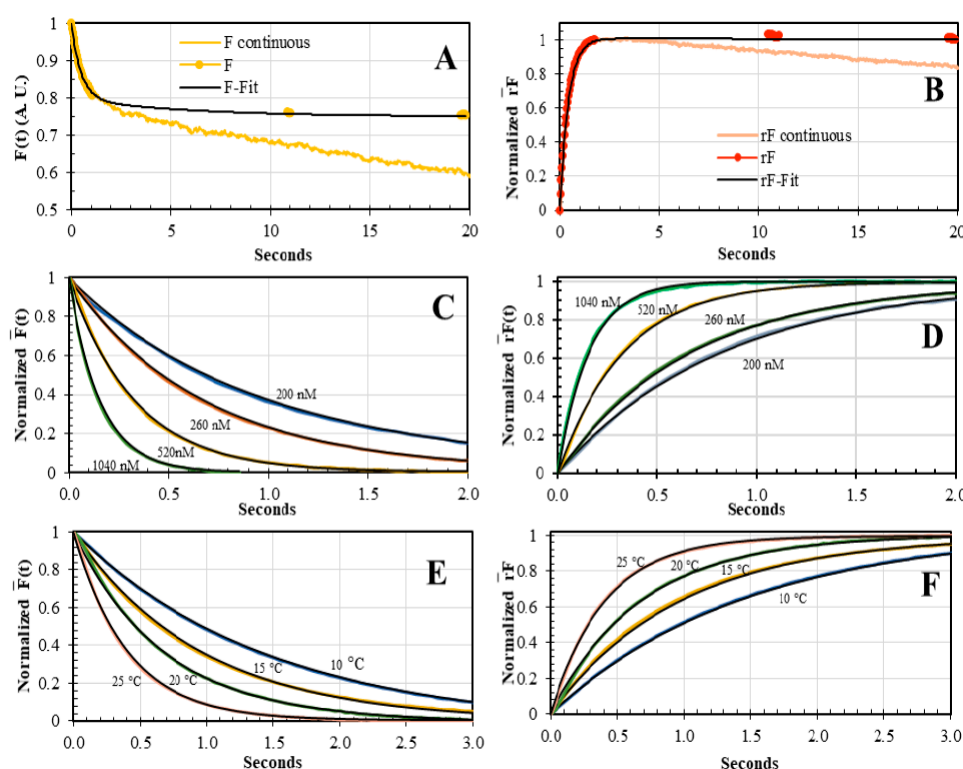 A
F continuous
F
F-Fit
F(t) (A. U.)
1
0.9
0.8
0.7
0.6
0.5
0
5
10
15
20
Seconds
B
rF continuous
rF
rF-Fit
Normalized r̅F
1
0.8
0.6
0.4
0.2
0
0
5
10
15
20
Seconds
C
200 nM
260 nM
520nM
1040 nM
Normalized F̅(t)
1
0.8
0.6
0.4
0.2
0
0.0
0.5
1.0
1.5
2.0
Seconds
D
1040 nM
520 nM
260 nM
200 nM
Normalized r̅F(t)
1
0.8
0.6
0.4
0.2
0
0.0
0.5
1.0
1.5
2.0
Seconds
E
10 °C
15 °C
20 °C
25 °C
Normalized F̅(t)
1
0.8
0.6
0.4
0.2
0
0.0
1.0
2.0
3.0
Seconds
F
25 °C
20 °C
15 °C
10 °C
Normalized r̅F
1
0.8
0.6
0.4
0.2
0
0.0
0.5
1.0
1.5
2.0
2.5
3.0
Seconds